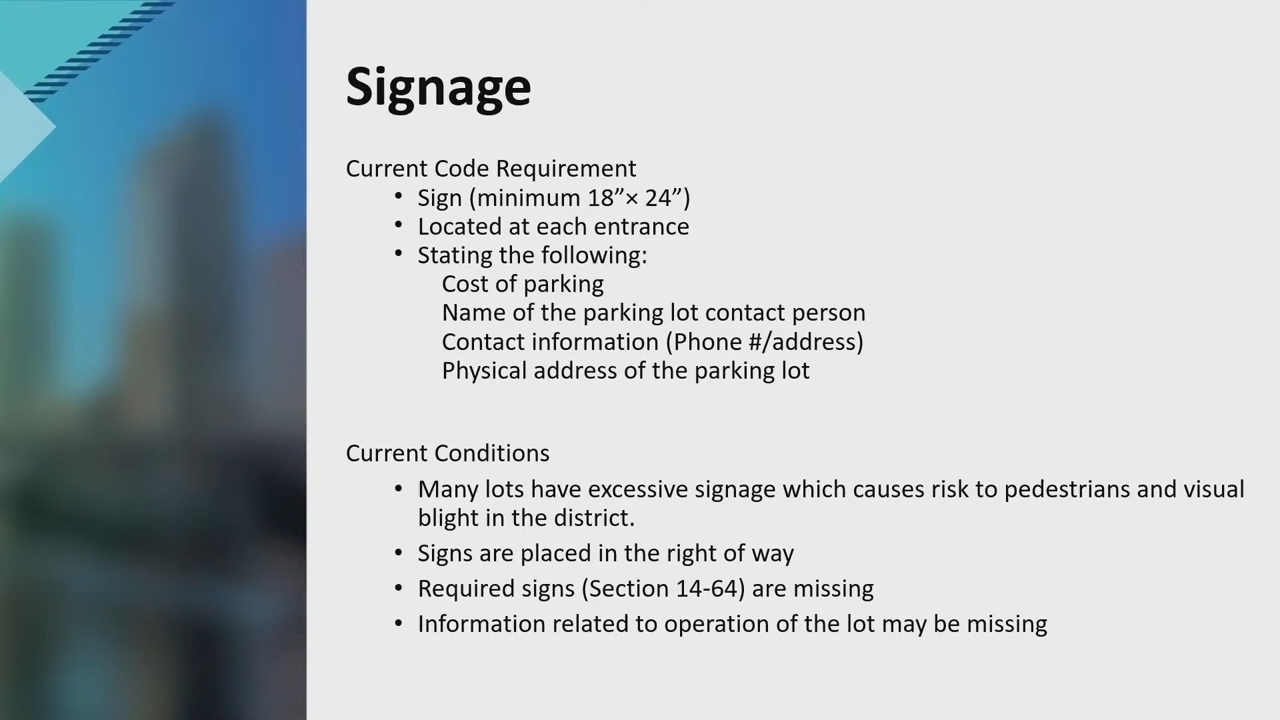 Signage
Current Code Requirement
• Sign (minimum 18”× 24”)
• Located at each entrance
• Stating the following:
Cost of parking
Name of the parking lot contact person
Contact information (Phone #/address)
Physical address of the parking lot
Current Conditions
• Many lots have excessive signage which causes risk to pedestrians and visual
blight in the district.
• Signs are placed in the right of way
• Required signs (Section 14-64) are missing
• Information related to operation of the lot may be missing